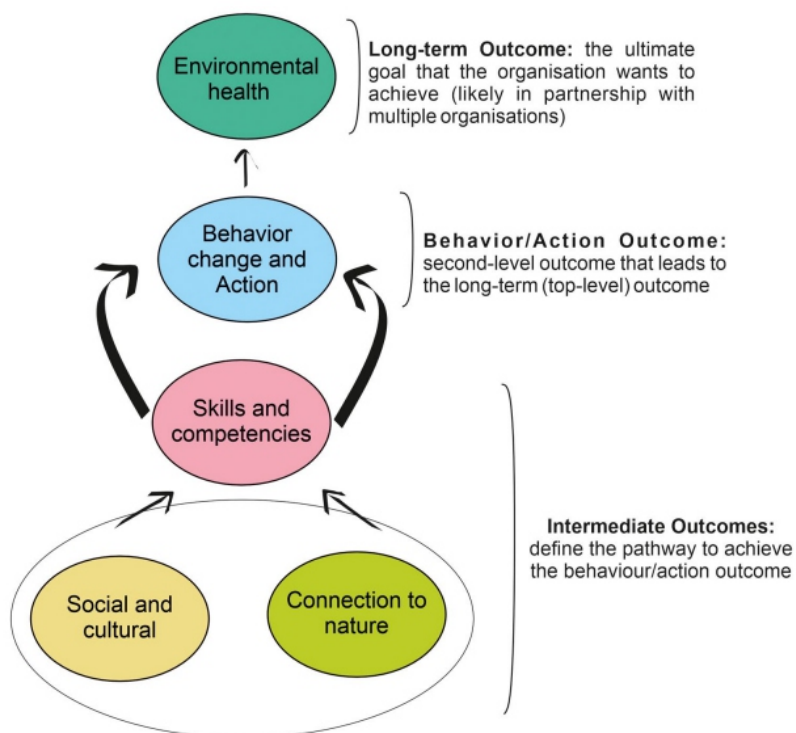 Environmental
health
Long-term Outcome: the ultimate
goal that the organisation wants to
achieve (likely in partnership with
multiple organisations)
Behavior
change and
Action
Behavior/Action Outcome:
second-level outcome that leads to
the long-term (top-level) outcome
Skills and
competencies
Intermediate Outcomes:
define the pathway to achieve
the behaviour/action outcome
Social and
cultural
Connection to
nature